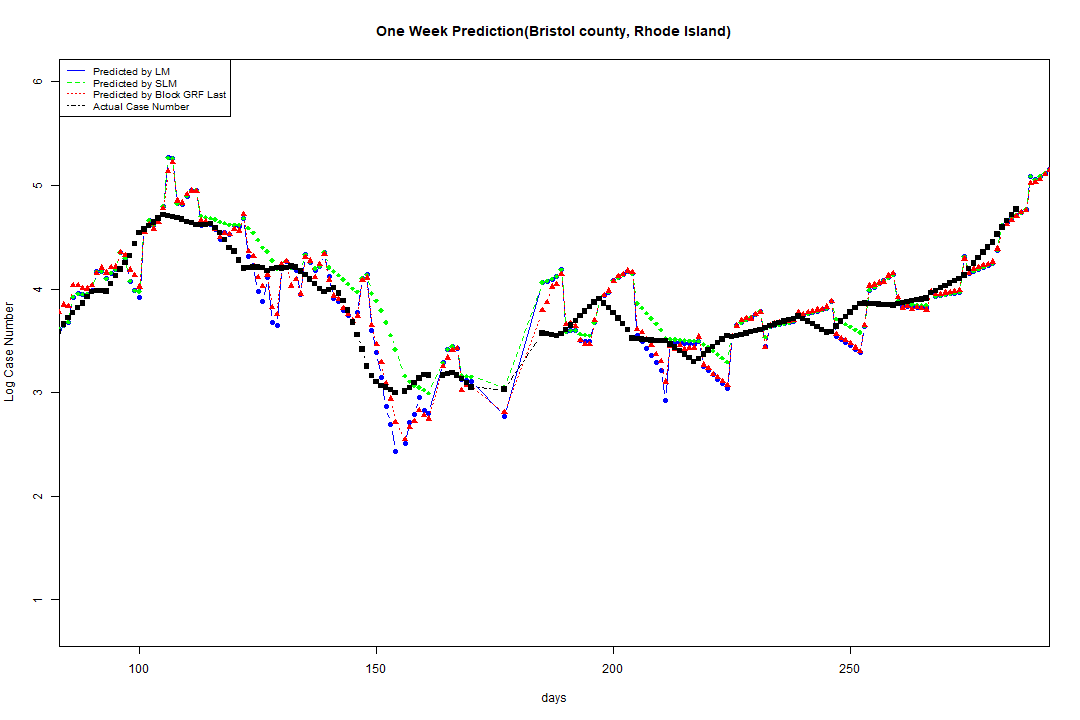 One Week Prediction(Bristol county, Rhode Island)
Predicted by LM
Predicted by SLM
Predicted by Block GRF Last
Actual Case Number
6
5
4
3
2
1
Log Case Number
100 150 200 250
days